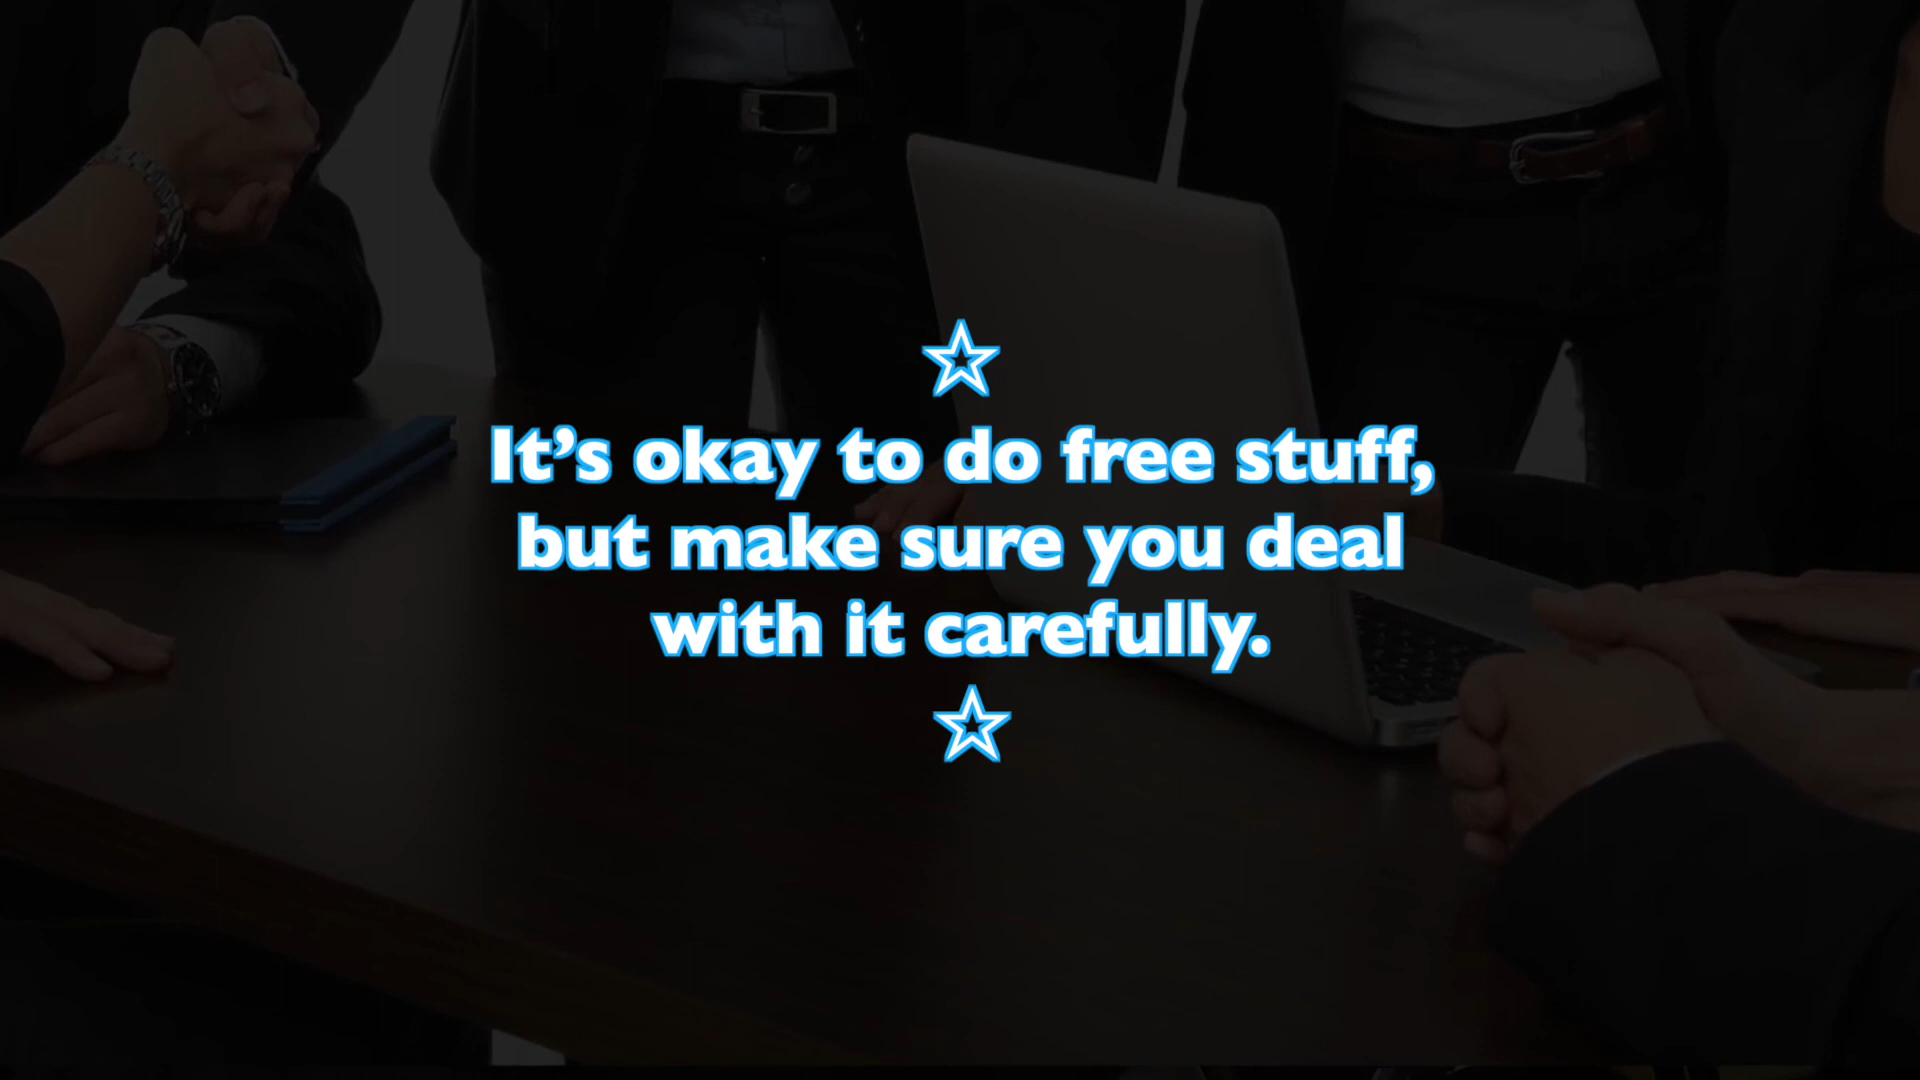 It’s okay to do free stuff,
but make sure you deal
with it carefully.